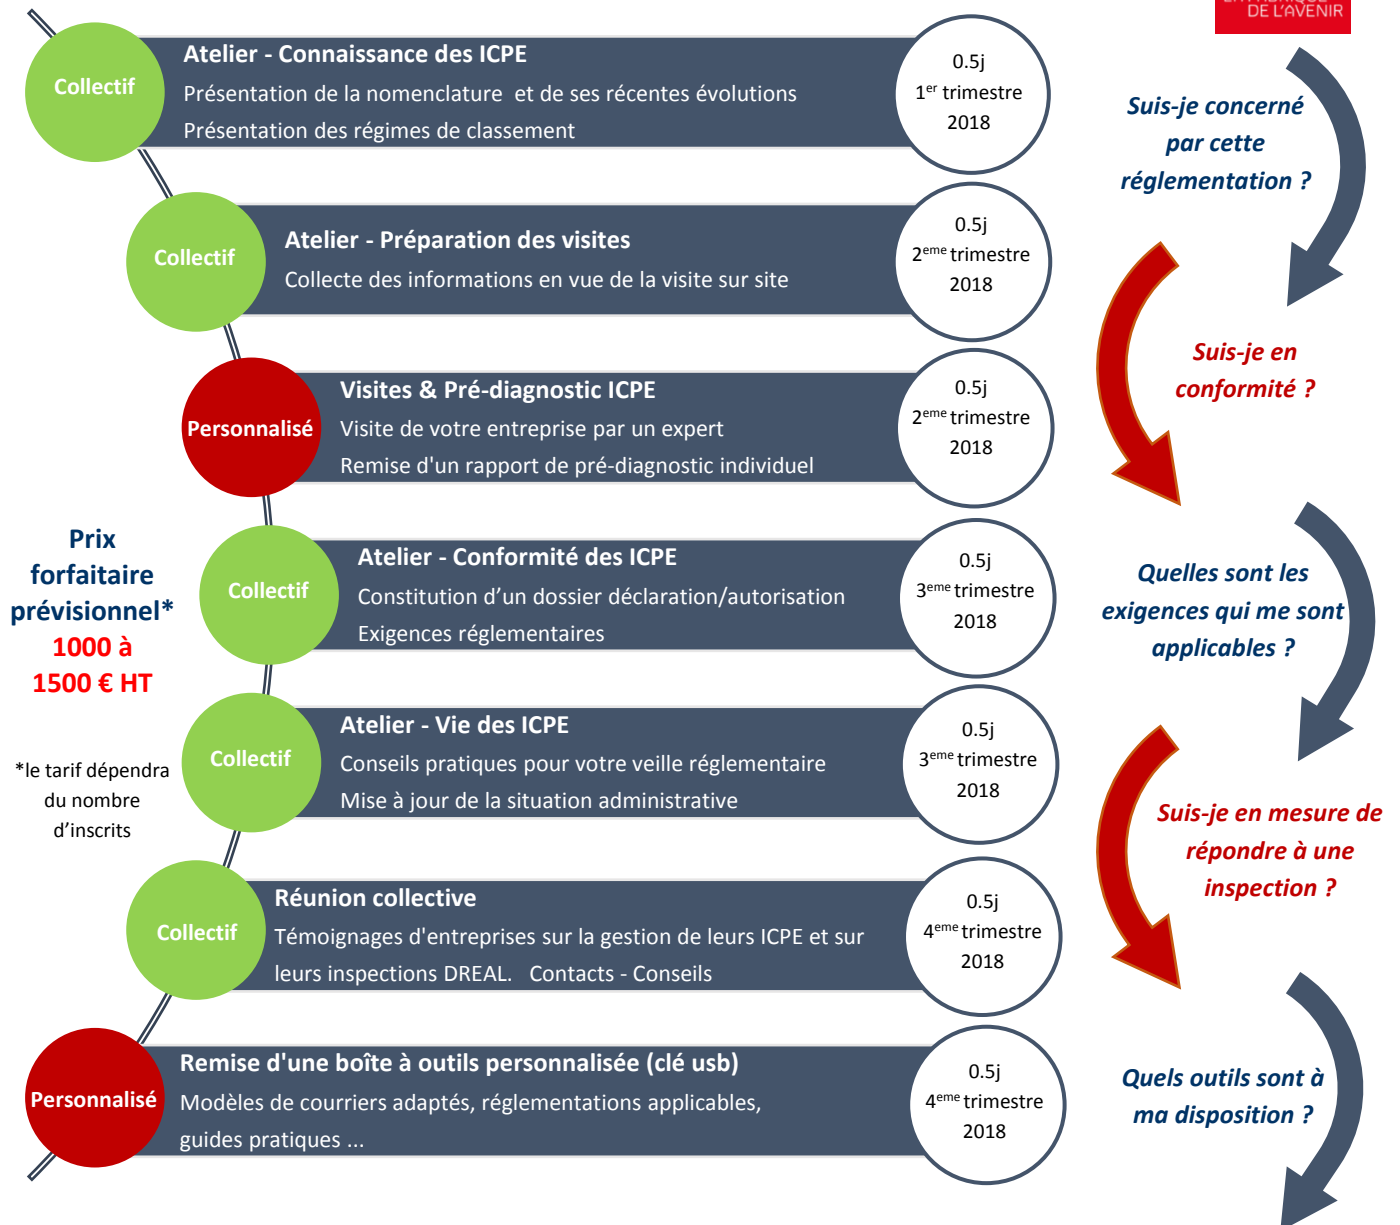 DE L'AVENIR
Collectif
Atelier - Connaissance des ICPE
Présentation de la nomenclature et de ses récentes évolutions
Présentation des régimes de classement
0.5j
1er trimestre
2018
Suis-je concerné
par cette
réglementation ?
Collectif
Atelier - Préparation des visites
Collecte des informations en vue de la visite sur site
0.5j
2eme trimestre
2018
Suis-je en
conformité ?
Personnalisé
Visites & Pré-diagnostic ICPE
Visite de votre entreprise par un expert
Remise d'un rapport de pré-diagnostic individuel
0.5j
2eme trimestre
2018
Prix
forfaitaire
prévisionnel*
1000 à
1500 € HT
*le tarif dépendra
du nombre
d'inscrits
Collectif
Atelier - Conformité des ICPE
Constitution d’un dossier déclaration/autorisation
Exigences réglementaires
0.5j
3eme trimestre
2018
Quelles sont les
exigences qui me sont
applicables ?
Collectif
Atelier - Vie des ICPE
Conseils pratiques pour votre veille réglementaire
Mise à jour de la situation administrative
0.5j
3eme trimestre
2018
Suis-je en mesure de
répondre à une
inspection ?
Collectif
Réunion collective
Témoignages d'entreprises sur la gestion de leurs ICPE et sur
leurs inspections DREAL. Contacts - Conseils
0.5j
4eme trimestre
2018
Personnalisé
Remise d'une boîte à outils personnalisée (clé usb)
Modèles de courriers adaptés, réglementations applicables,
guides pratiques ...
0.5j
4eme trimestre
2018
Quels outils sont à
ma disposition ?